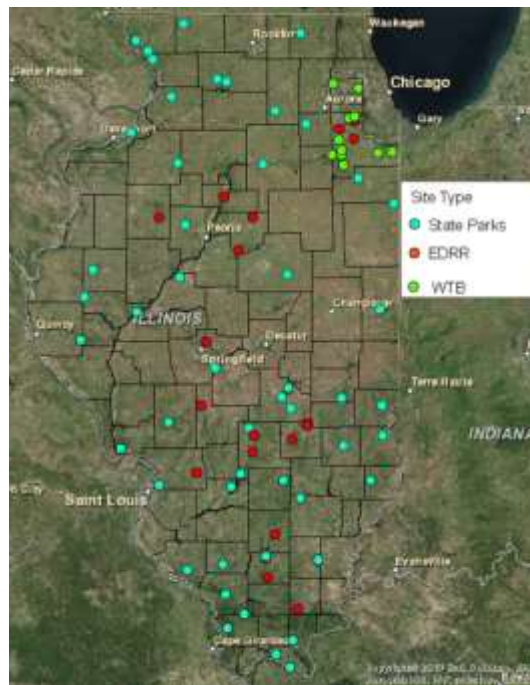 Waukegan
Rockford
Cedar Rapids
Chicago
Aurora
Gary
Davenport
Site Type
State Parks
EDRR
WTB
Peoria
Champaign
ILLINOIS
Quincy
Decatur
Springfield
Terre Haute
INDIANA
Saint Louis
Evansville
Cape Girardeau